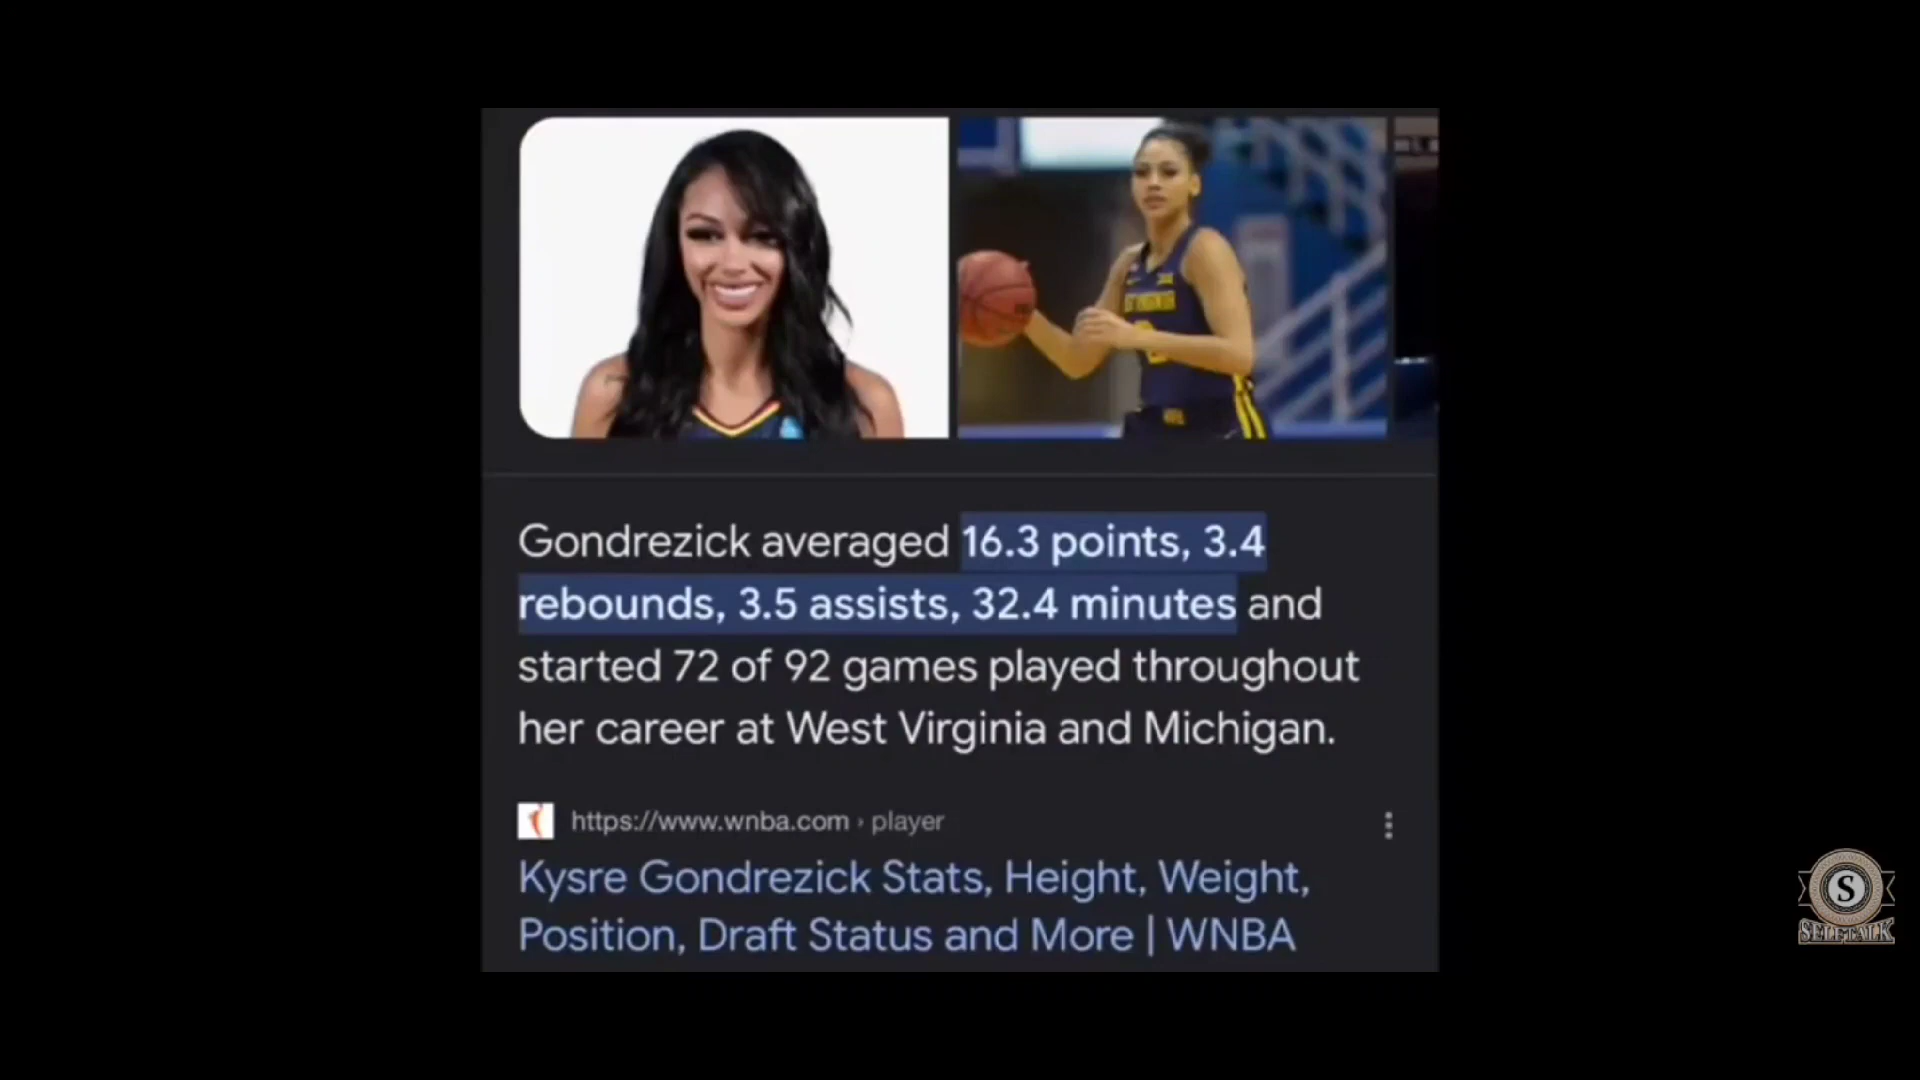 Gondrezick averaged 16.3 points, 3.4
rebounds, 3.5 assists, 32.4 minutes and
started 72 of 92 games played throughout
her career at West Virginia and Michigan.
https://www.wnba.com › player
Kysre Gondrezick Stats, Height, Weight,
Position, Draft Status and More | WNBA
S
SELFTALK